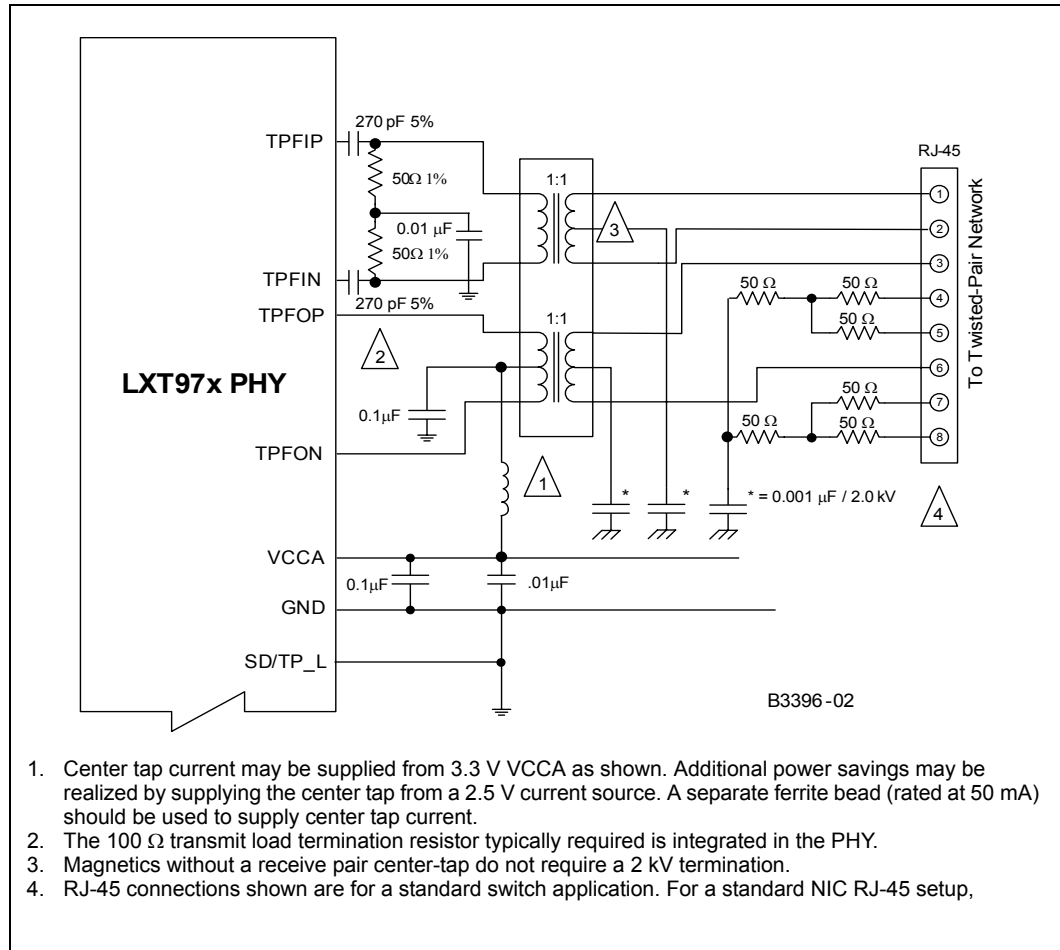 270 pF 5%
TPFIP
50Ω 1%
0.01 µF
50Ω 1%
TPFIN
270 pF 5%
TPFOP
2
LXT97x PHY
0.1µF
TPFON
1:1
3
1:1
1
RJ-45
1
2
3
50 Ω
50 Ω
4
50 Ω
5
6
50 Ω
7
50 Ω
50 Ω
8
To Twisted-Pair Network
*
*
* = 0.001 µF / 2.0 kV
4
VCCA
0.1µF
.01µF
GND
SD/TP_L
B3396-02
1. Center tap current may be supplied from 3.3 V VCCA as shown. Additional power savings may be
realized by supplying the center tap from a 2.5 V current source. A separate ferrite bead (rated at 50 mA)
should be used to supply center tap current.
2. The 100 Ω transmit load termination resistor typically required is integrated in the PHY.
3. Magnetics without a receive pair center-tap do not require a 2 kV termination.
4. RJ-45 connections shown are for a standard switch application. For a standard NIC RJ-45 setup,